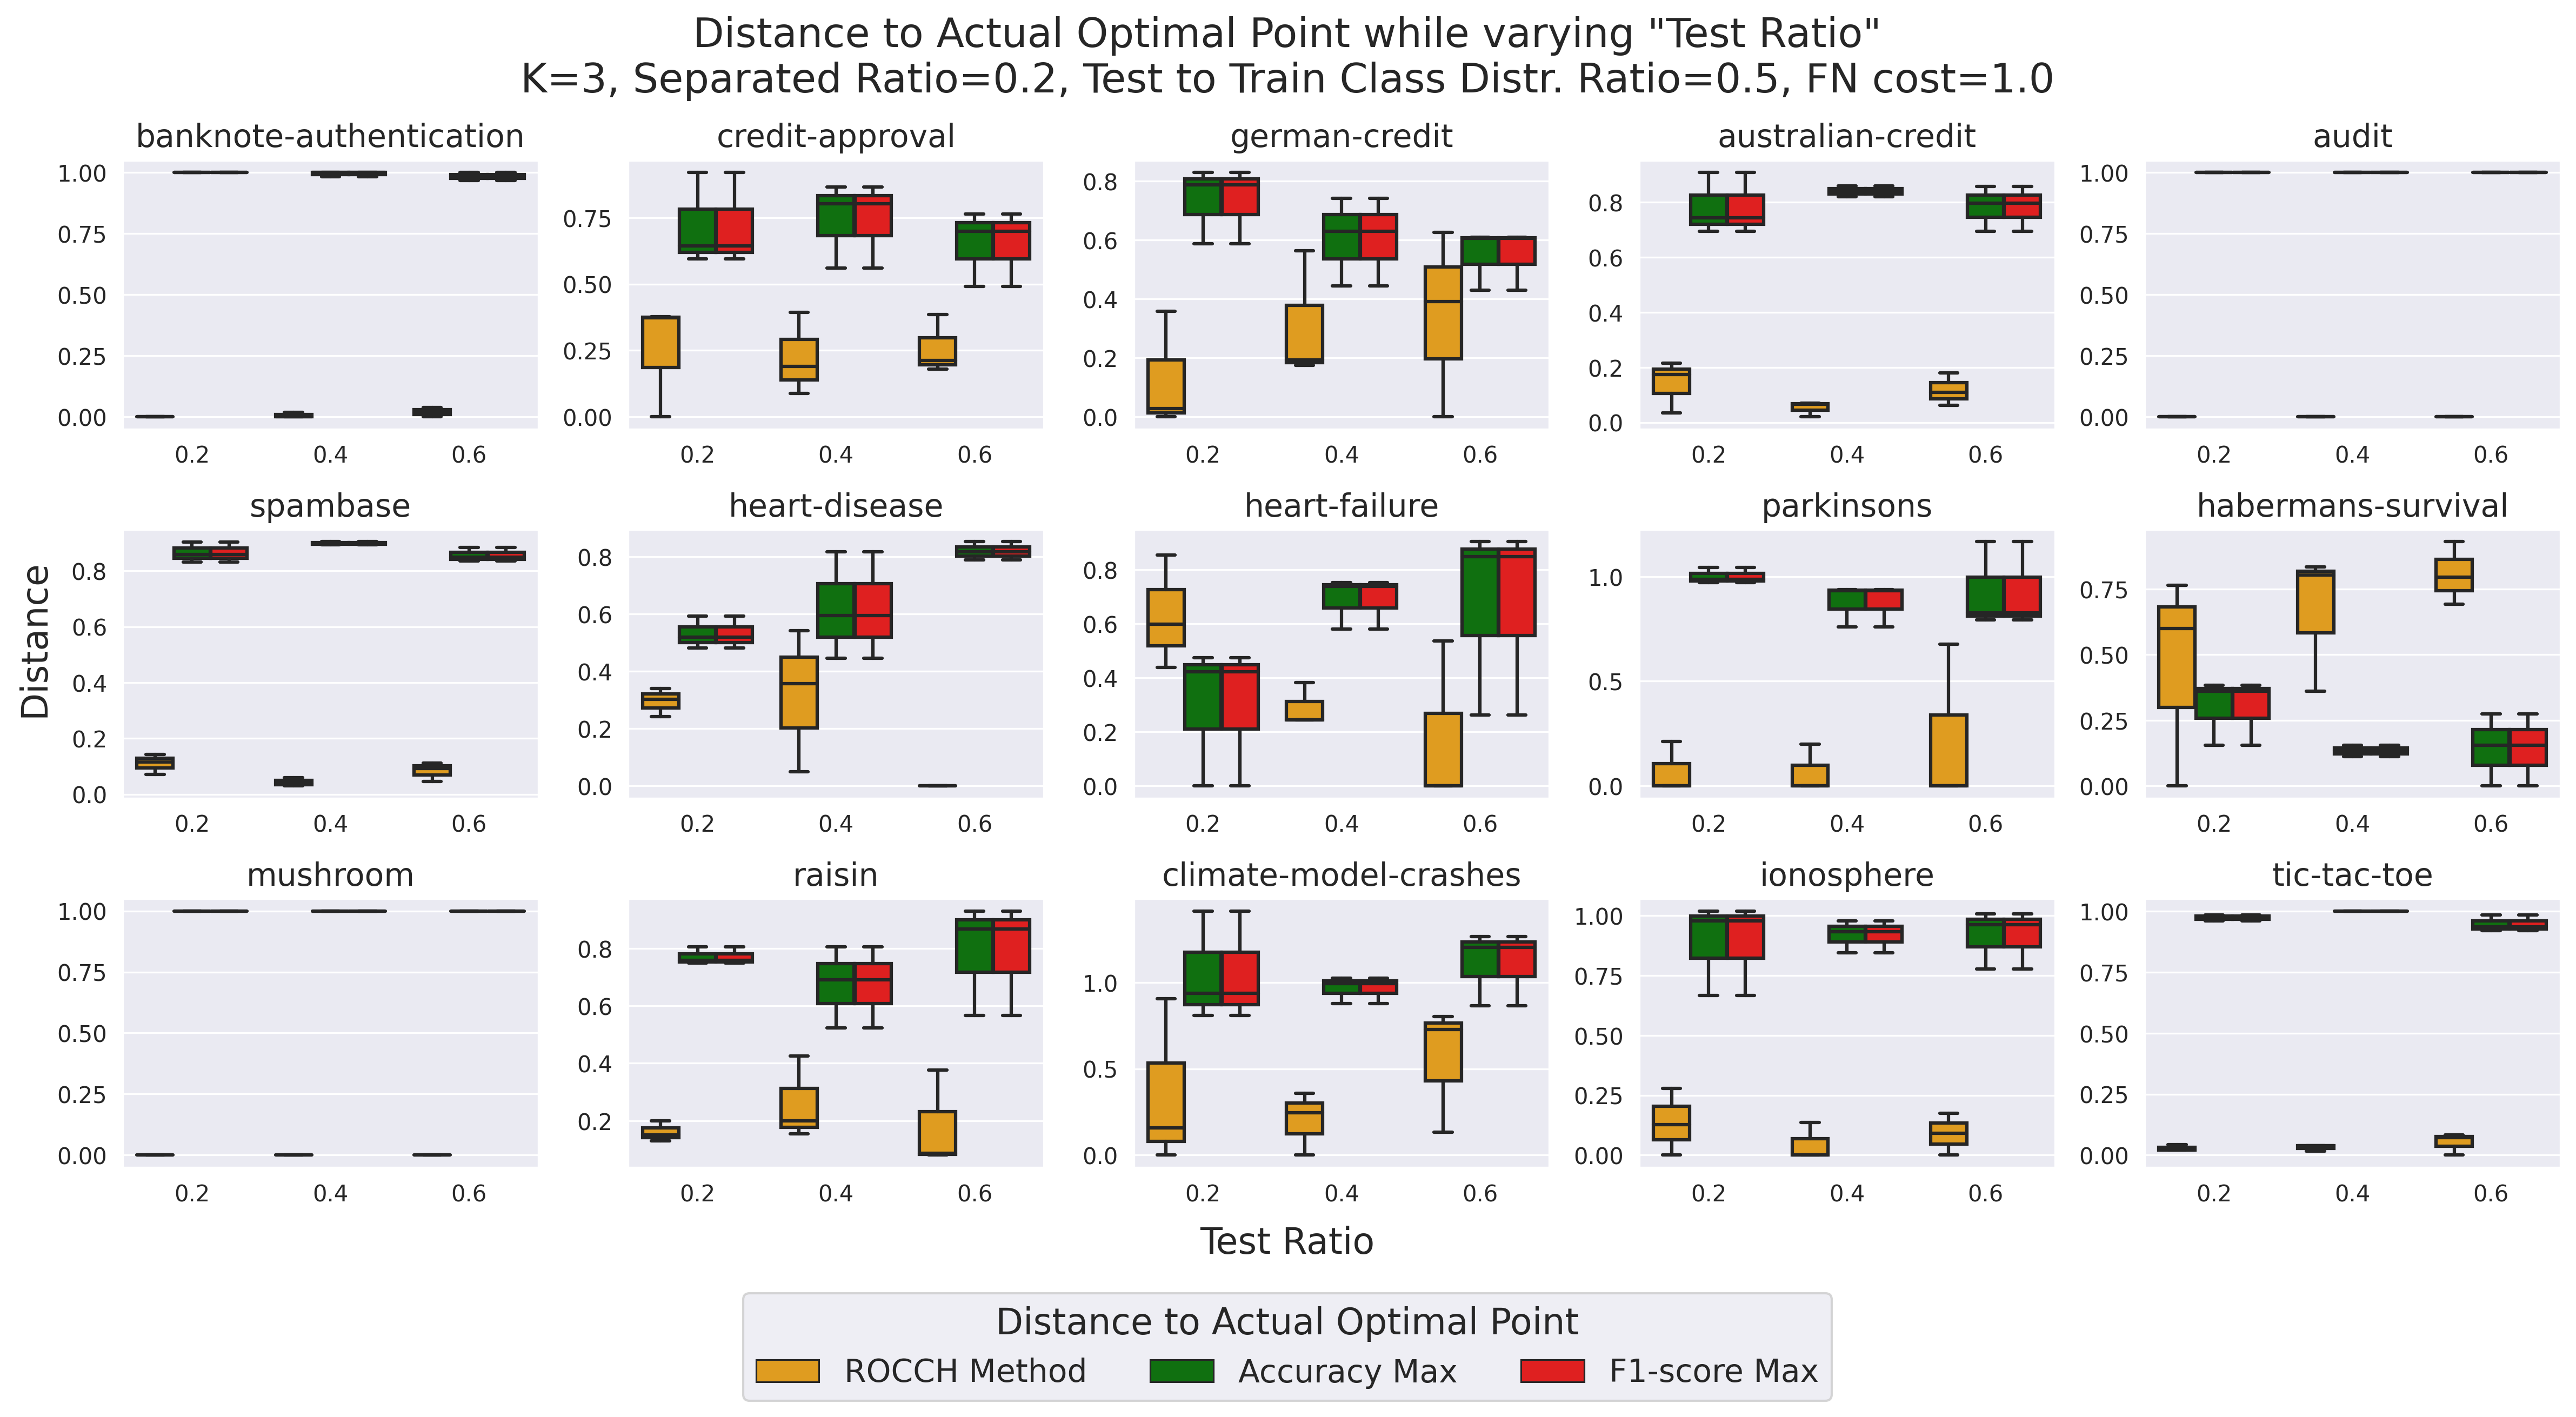 Distance to Actual Optimal Point while varying "Test Ratio"
K=3, Separated Ratio=0.2, Test to Train Class Distr. Ratio=0.5, FN cost=1.0
banknote-authentication
1.00
0.75
0.50
0.25
0.00
0.2 0.4 0.6
credit-approval
0.75
0.50
0.25
0.00
0.2 0.4 0.6
german-credit
0.8
0.6
0.4
0.2
0.0
0.2 0.4 0.6
australian-credit
0.8
0.6
0.4
0.2
0.0
0.2 0.4 0.6
audit
1.00
0.75
0.50
0.25
0.00
0.2 0.4 0.6
Distance
spambase
0.8
0.6
0.4
0.2
0.0
0.2 0.4 0.6
heart-disease
0.8
0.6
0.4
0.2
0.0
0.2 0.4 0.6
heart-failure
0.8
0.6
0.4
0.2
0.0
0.2 0.4 0.6
parkinsons
1.0
0.5
0.0
0.2 0.4 0.6
habermans-survival
0.75
0.50
0.25
0.00
0.2 0.4 0.6
mushroom
1.00
0.75
0.50
0.25
0.00
0.2 0.4 0.6
raisin
0.8
0.6
0.4
0.2
0.2 0.4 0.6
climate-model-crashes
1.0
0.5
0.0
0.2 0.4 0.6
ionosphere
1.00
0.75
0.50
0.25
0.00
0.2 0.4 0.6
tic-tac-toe
1.00
0.75
0.50
0.25
0.00
0.2 0.4 0.6
Test Ratio
Distance to Actual Optimal Point
ROCCH Method Accuracy Max F1-score Max